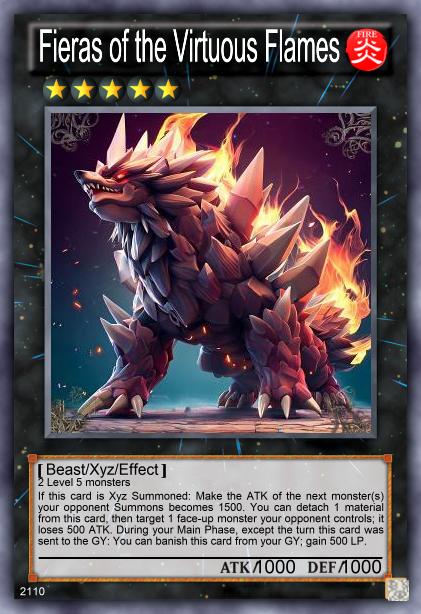 Fieras of the Virtuous Flames
FIRE
炎
[ Beast/Xyz/Effect ]
2 Level 5 monsters
If this card is Xyz Summoned: Make the ATK of the next monster(s)
your opponent Summons becomes 1500. You can detach 1 material
from this card, then target 1 face-up monster your opponent controls; it
loses 500 ATK. During your Main Phase, except the turn this card was
sent to the GY: You can banish this card from your GY; gain 500 LP.
ATK/1000 DEF/1000
2110